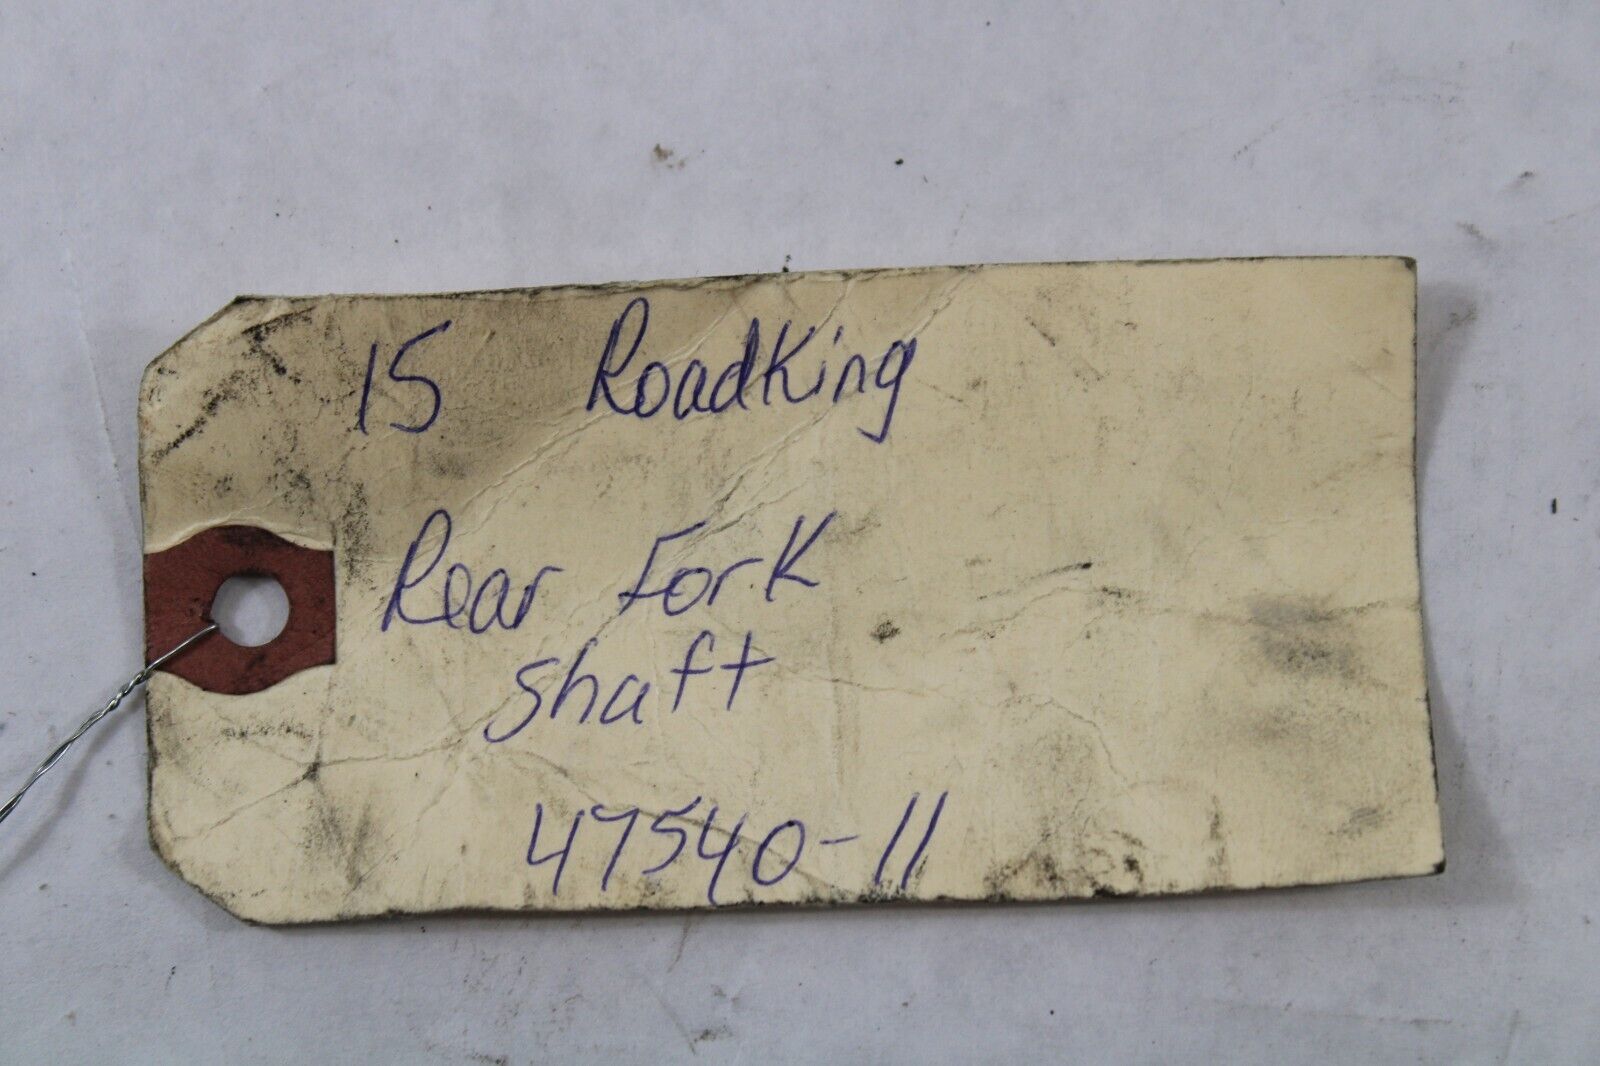 15 RoadKing
Rear Fork
shaft
47540-11